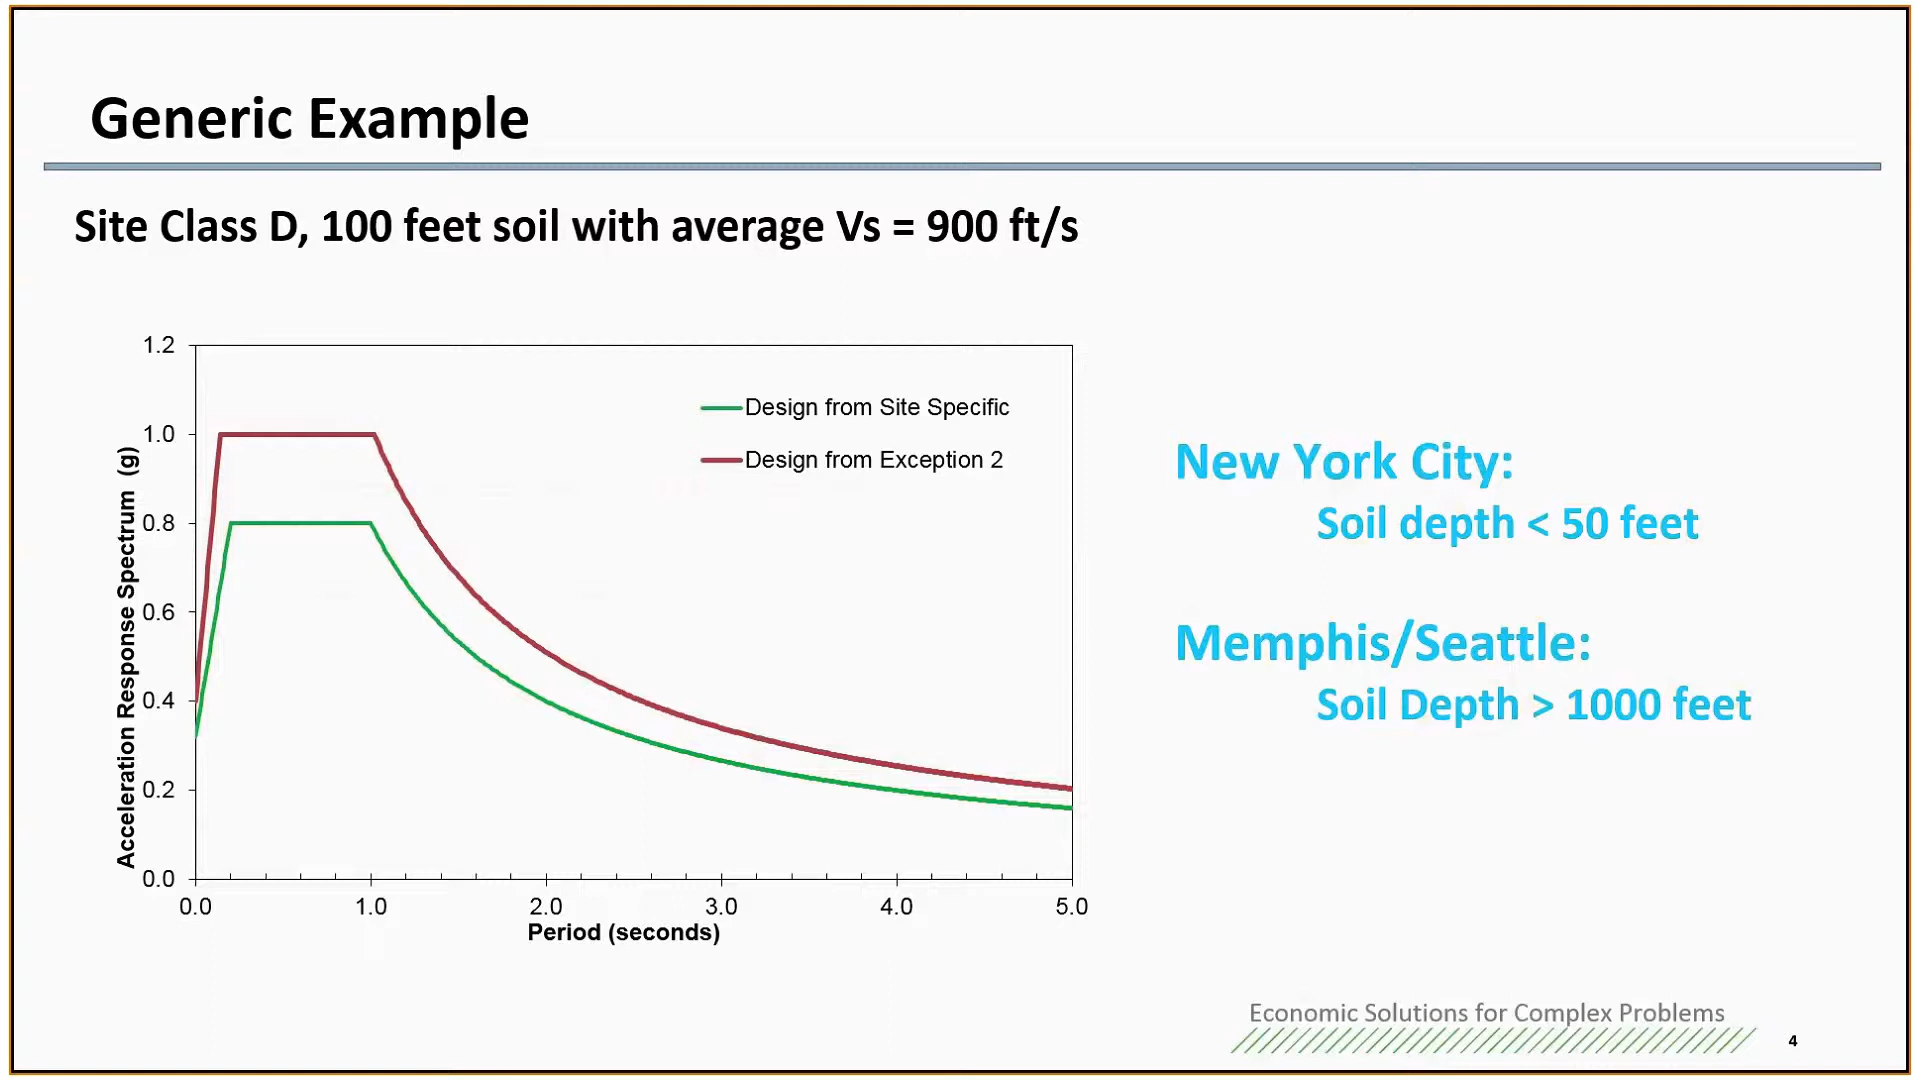 Generic Example
Site Class D, 100 feet soil with average Vs = 900 ft/s
1.2
1.0
0.8
0.6
0.4
0.2
0.0
Acceleration Response Spectrum (g)
Design from Site Specific
Design from Exception 2
0.0 1.0 2.0 3.0 4.0 5.0
Period (seconds)
New York City:
Soil depth < 50 feet
Memphis/Seattle:
Soil Depth > 1000 feet
Economic Solutions for Complex Problems
4